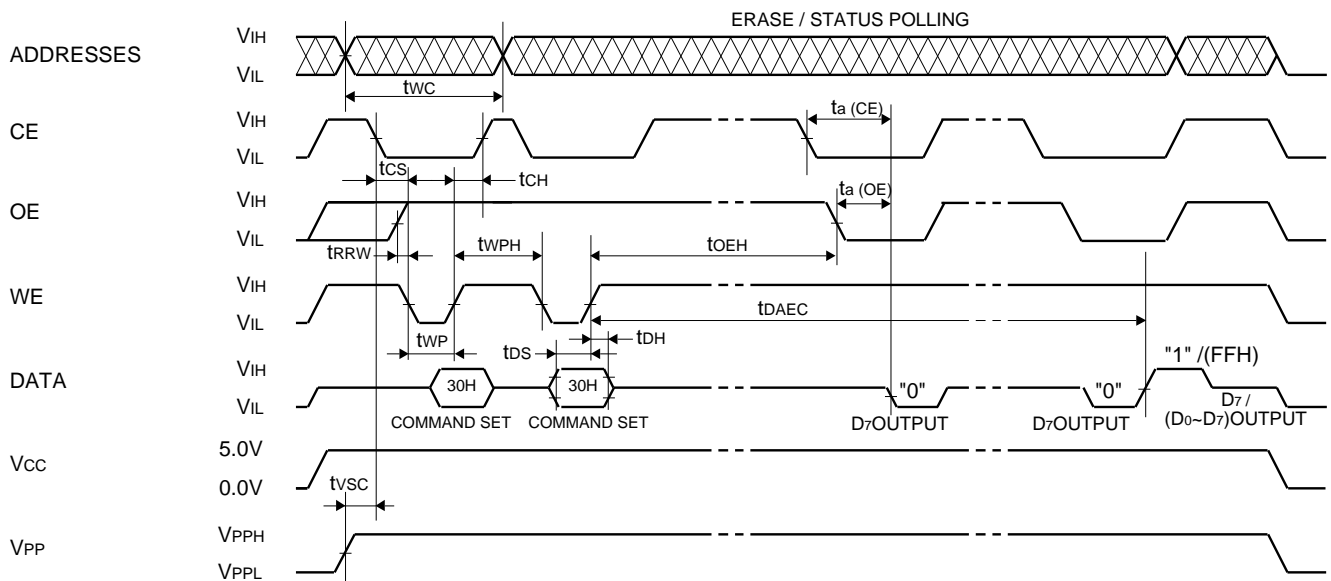 ERASE / STATUS POLLING
ADDRESSES
VIH
VIL
tWC
CE
VIH
VIL
ta (CE)
tCS
tCH
OE
VIH
VIL
ta (OE)
tRRW
tWPH
tOEH
WE
VIH
VIL
tWP
tDAEC
tDS
tDH
DATA
VIH
VIL
30H
30H
"0"
"0"
"1" /(FFH)
COMMAND SET
COMMAND SET
D7OUTPUT
D7OUTPUT
D7 /
(D0~D7)OUTPUT
VCC
5.0V
0.0V
tVSC
VPP
VPPH
VPPL